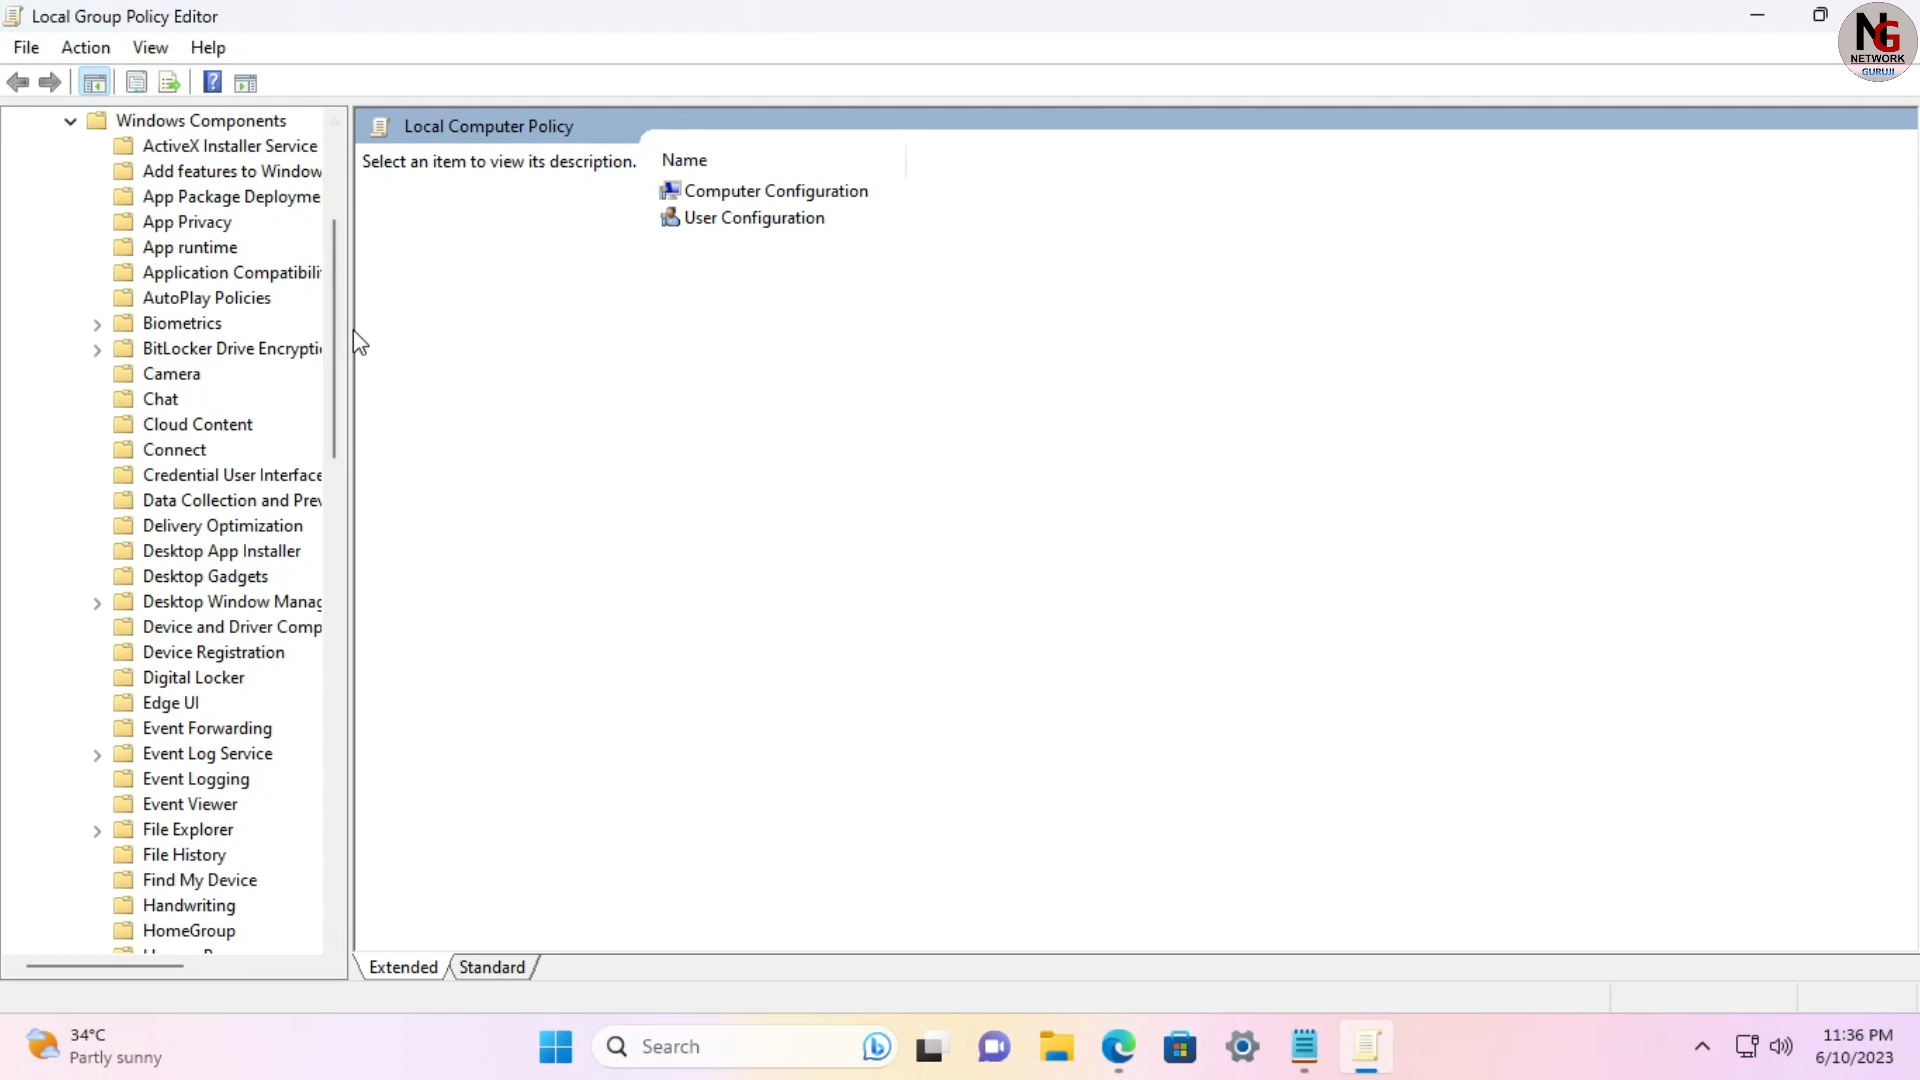 Local Group Policy Editor
NG
NETWORK
GURUJI
File Action View Help
Windows Components
ActiveX Installer Service
Add features to Window
App Package Deployme
App Privacy
App runtime
Application Compatibili
AutoPlay Policies
Biometrics
BitLocker Drive Encrypti
Camera
Chat
Cloud Content
Connect
Credential User Interface
Data Collection and Prev
Delivery Optimization
Desktop App Installer
Desktop Gadgets
Desktop Window Manag
Device and Driver Comp
Device Registration
Digital Locker
Edge UI
Event Forwarding
Event Log Service
Event Logging
Event Viewer
File Explorer
File History
Find My Device
Handwriting
HomeGroup
Local Computer Policy
Select an item to view its description.
Name
Computer Configuration
User Configuration
Extended Standard
34°C
Partly sunny
Search
11:36 PM
6/10/2023